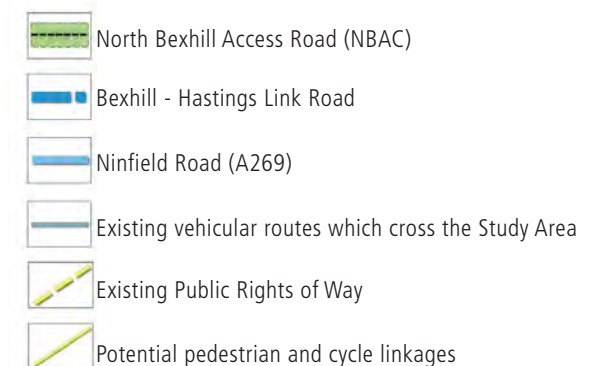 North Bexhill Access Road (NBAC)
Bexhill - Hastings Link Road
Ninfield Road (A269)
Existing vehicular routes which cross the Study Area
Existing Public Rights of Way
Potential pedestrian and cycle linkages